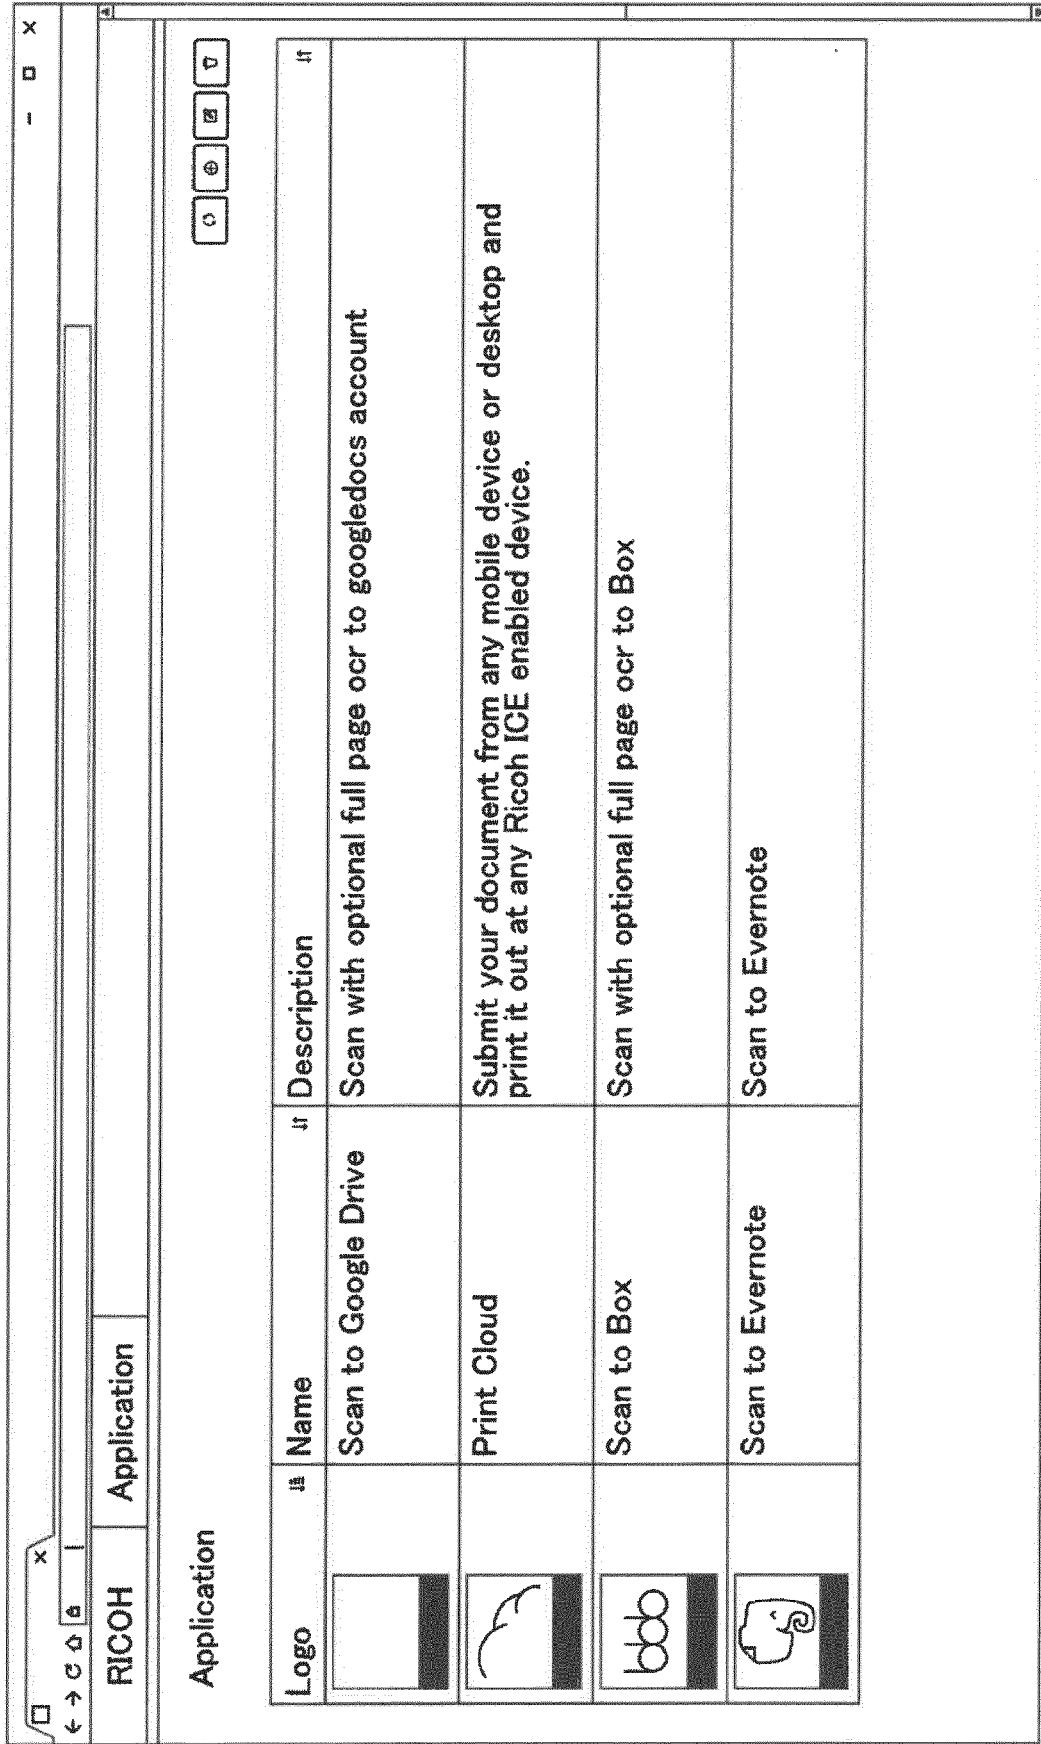 RICOH
Application
Application
Logo
Name
Description
Scan to Google Drive
Scan with optional full page ocr to googledocs account
Print Cloud
Submit your document from any mobile device or desktop and
print it out at any Ricoh ICE enabled device.
Scan to Box
Scan with optional full page ocr to Box
Scan to Evernote
Scan to Evernote